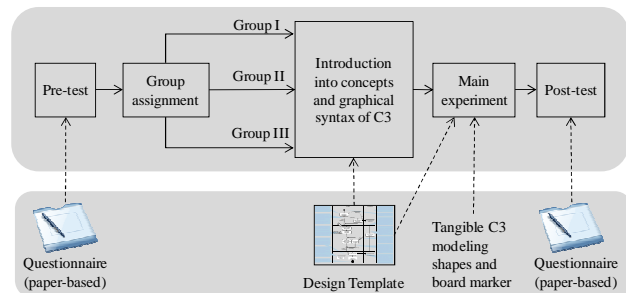 Group I
Group II
Group III
Pre-test
Group
assignment
Introduction
into concepts
and graphical
syntax of C3
Main
experiment
Post-test
Questionnaire
(paper-based)
Design Template
Tangible C3
modeling
shapes and
board marker
Questionnaire
(paper-based)